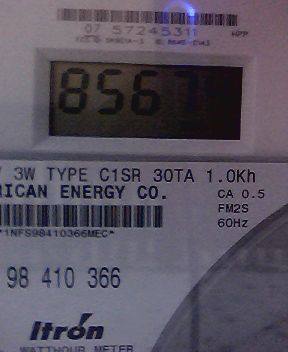 07 57245311
8567
3W TYPE C1SR 30TA 1.0Kh
RICAN ENERGY CO. CA 0.5
FM2S
60Hz
*1NFS98410366MEC*
98 410 366
Itrón
WATTHOUR METER